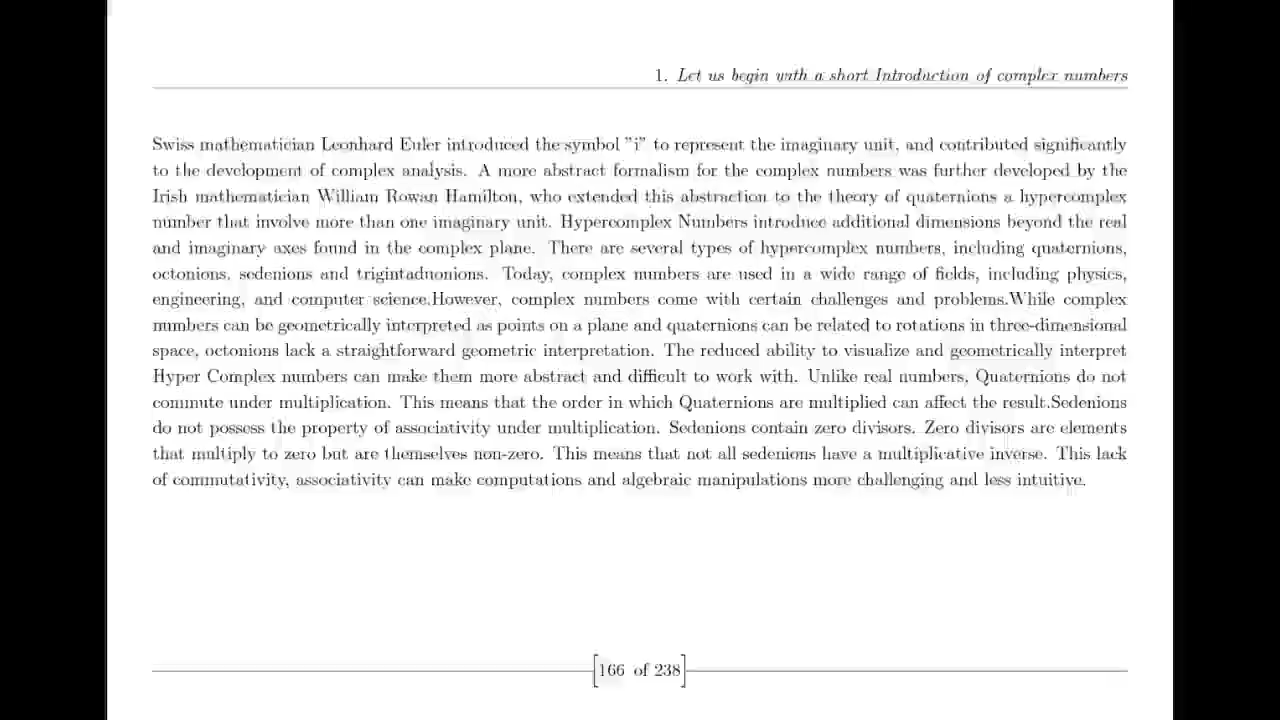 1. Let us begin with a short Introduction of complex numbers
Swiss mathematician Leonhard Euler introduced the symbol "i" to represent the imaginary unit, and contributed significantly
to the development of complex analysis. A more abstract formalism for the complex numbers was further developed by the
Irish mathematician William Rowan Hamilton, who extended this abstraction to the theory of quaternions a hypercomplex
number that involve more than one imaginary unit. Hypercomplex Numbers introduce additional dimensions beyond the real
and imaginary axes found in the complex plane. There are several types of hypercomplex numbers, including quaternions,
octonions, sedenions and trigintaduonions. Today, complex numbers are used in a wide range of fields, including physics,
engineering, and computer science.However, complex numbers come with certain challenges and problems.While complex
numbers can be geometrically interpreted as points on a plane and quaternions can be related to rotations in three-dimensional
space, octonions lack a straightforward geometric interpretation. The reduced ability to visualize and geometrically interpret
Hyper Complex numbers can make them more abstract and difficult to work with. Unlike real numbers, Quaternions do not
commute under multiplication. This means that the order in which Quaternions are multiplied can affect the result.Sedenions
do not possess the property of associativity under multiplication. Sedenions contain zero divisors. Zero divisors are elements
that multiply to zero but are themselves non-zero. This means that not all sedenions have a multiplicative inverse. This lack
of commutativity, associativity can make computations and algebraic manipulations more challenging and less intuitive.
166 of 238